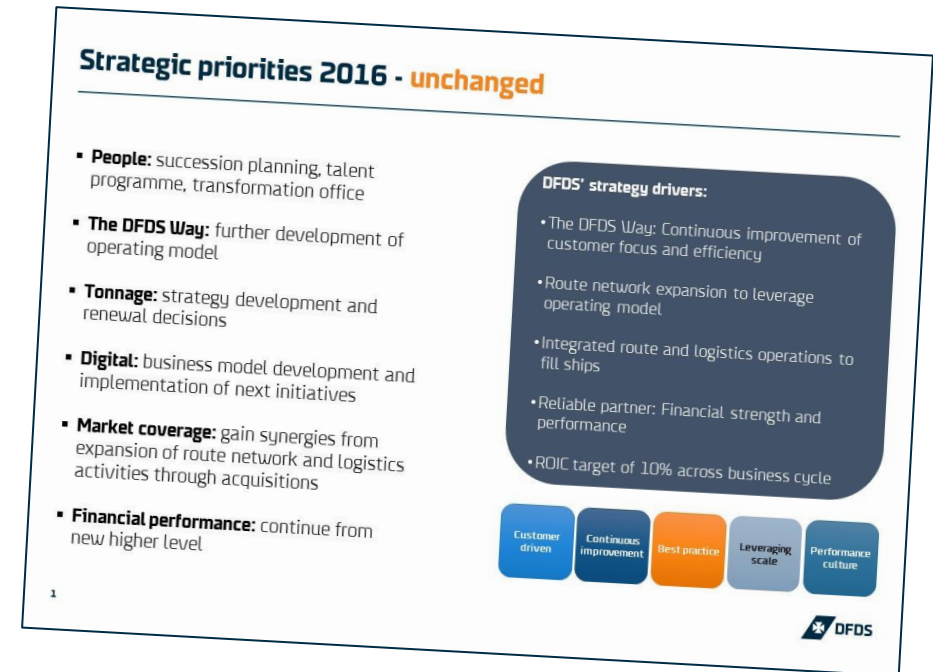 Strategic priorities 2016 - unchanged
▪ People: succession planning, talent
programme, transformation office
▪ The DFDS Way: further development of
operating model
▪ Tonnage: strategy development and
renewal decisions
▪ Digital: business model development and
implementation of next initiatives
▪ Market coverage: gain synergies from
expansion of route network and logistics
activities through acquisitions
▪ Financial performance: continue from
new higher level
DFDS' strategy drivers:
•The DFDS Way: Continuous improvement of
customer focus and efficiency
•Route network expansion to leverage
operating model
•Integrated route and logistics operations to
fill ships
•Reliable partner: Financial strength and
performance
•ROIC target of 10% across business cycle
Customer
driven
Continuous
improvement
Best practice
Leveraging
scale
Performance
culture
1
DFDS